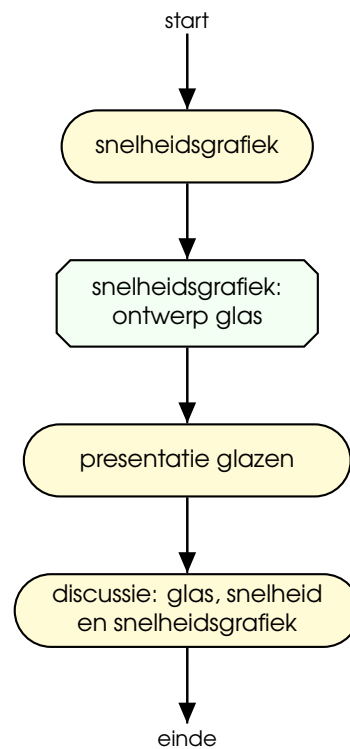 start
snelheidsgrafiek
snelheidsgrafiek:
ontwerp glas
presentatie glazen
discussie: glas, snelheid
en snelheidsgrafiek
einde